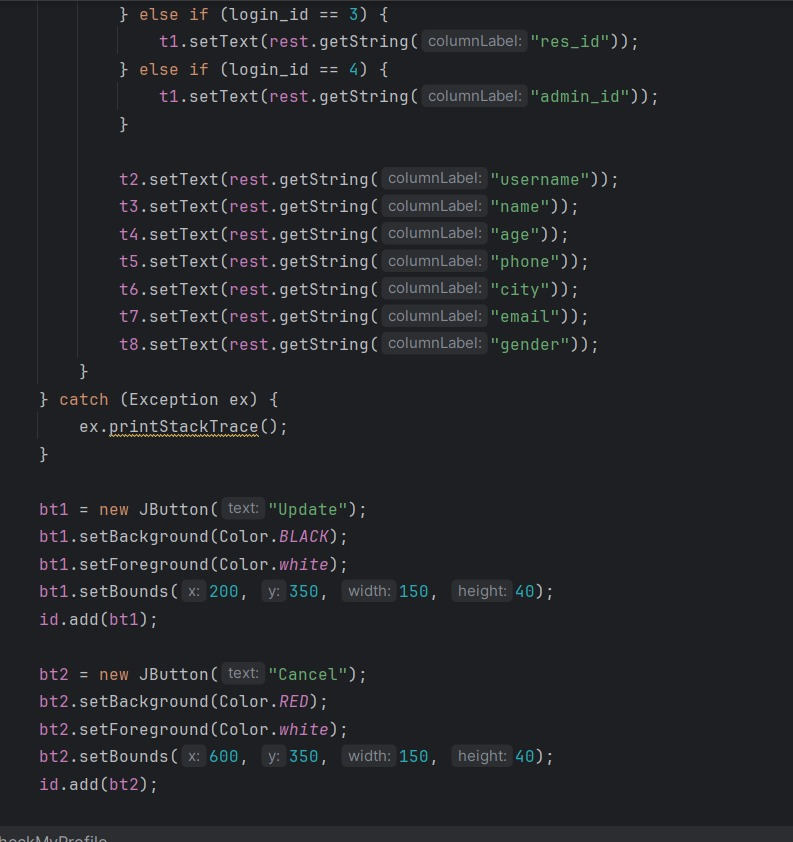 } else if (login_id == 3) {
t1.setText(rest.getString( columnLabel: "res_id"));
} else if (login_id == 4) {
t1.setText(rest.getString( columnLabel: "admin_id"));
}
t2.setText(rest.getString( columnLabel: "username"));
t3.setText(rest.getString( columnLabel: "name"));
t4.setText(rest.getString( columnLabel: "age"));
t5.setText(rest.getString( columnLabel: "phone"));
t6.setText(rest.getString( columnLabel: "city"));
t7.setText(rest.getString( columnLabel: "email"));
t8.setText(rest.getString( columnLabel: "gender"));
}
} catch (Exception ex) {
ex.printStackTrace();
}
bt1 = new JButton( text: "Update");
bt1.setBackground(Color.BLACK);
bt1.setForeground(Color.white);
bt1.setBounds( x: 200, y: 350, width: 150, height: 40);
id.add(bt1);
bt2 = new JButton( text: "Cancel");
bt2.setBackground(Color.RED);
bt2.setForeground(Color.white);
bt2.setBounds( x: 600, y: 350, width: 150, height: 40);
id.add(bt2);